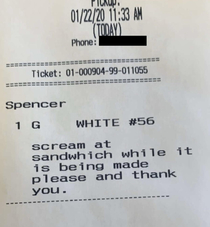 Pickup:
01/22/20 11:33 AM
(TODAY)
Phone:
==============================
Ticket: 01-000904-99-011055
==============================
Spencer
1 G WHITE #56
scream at
sandwhich while it
is being made
please and thank
you.
------------------------------